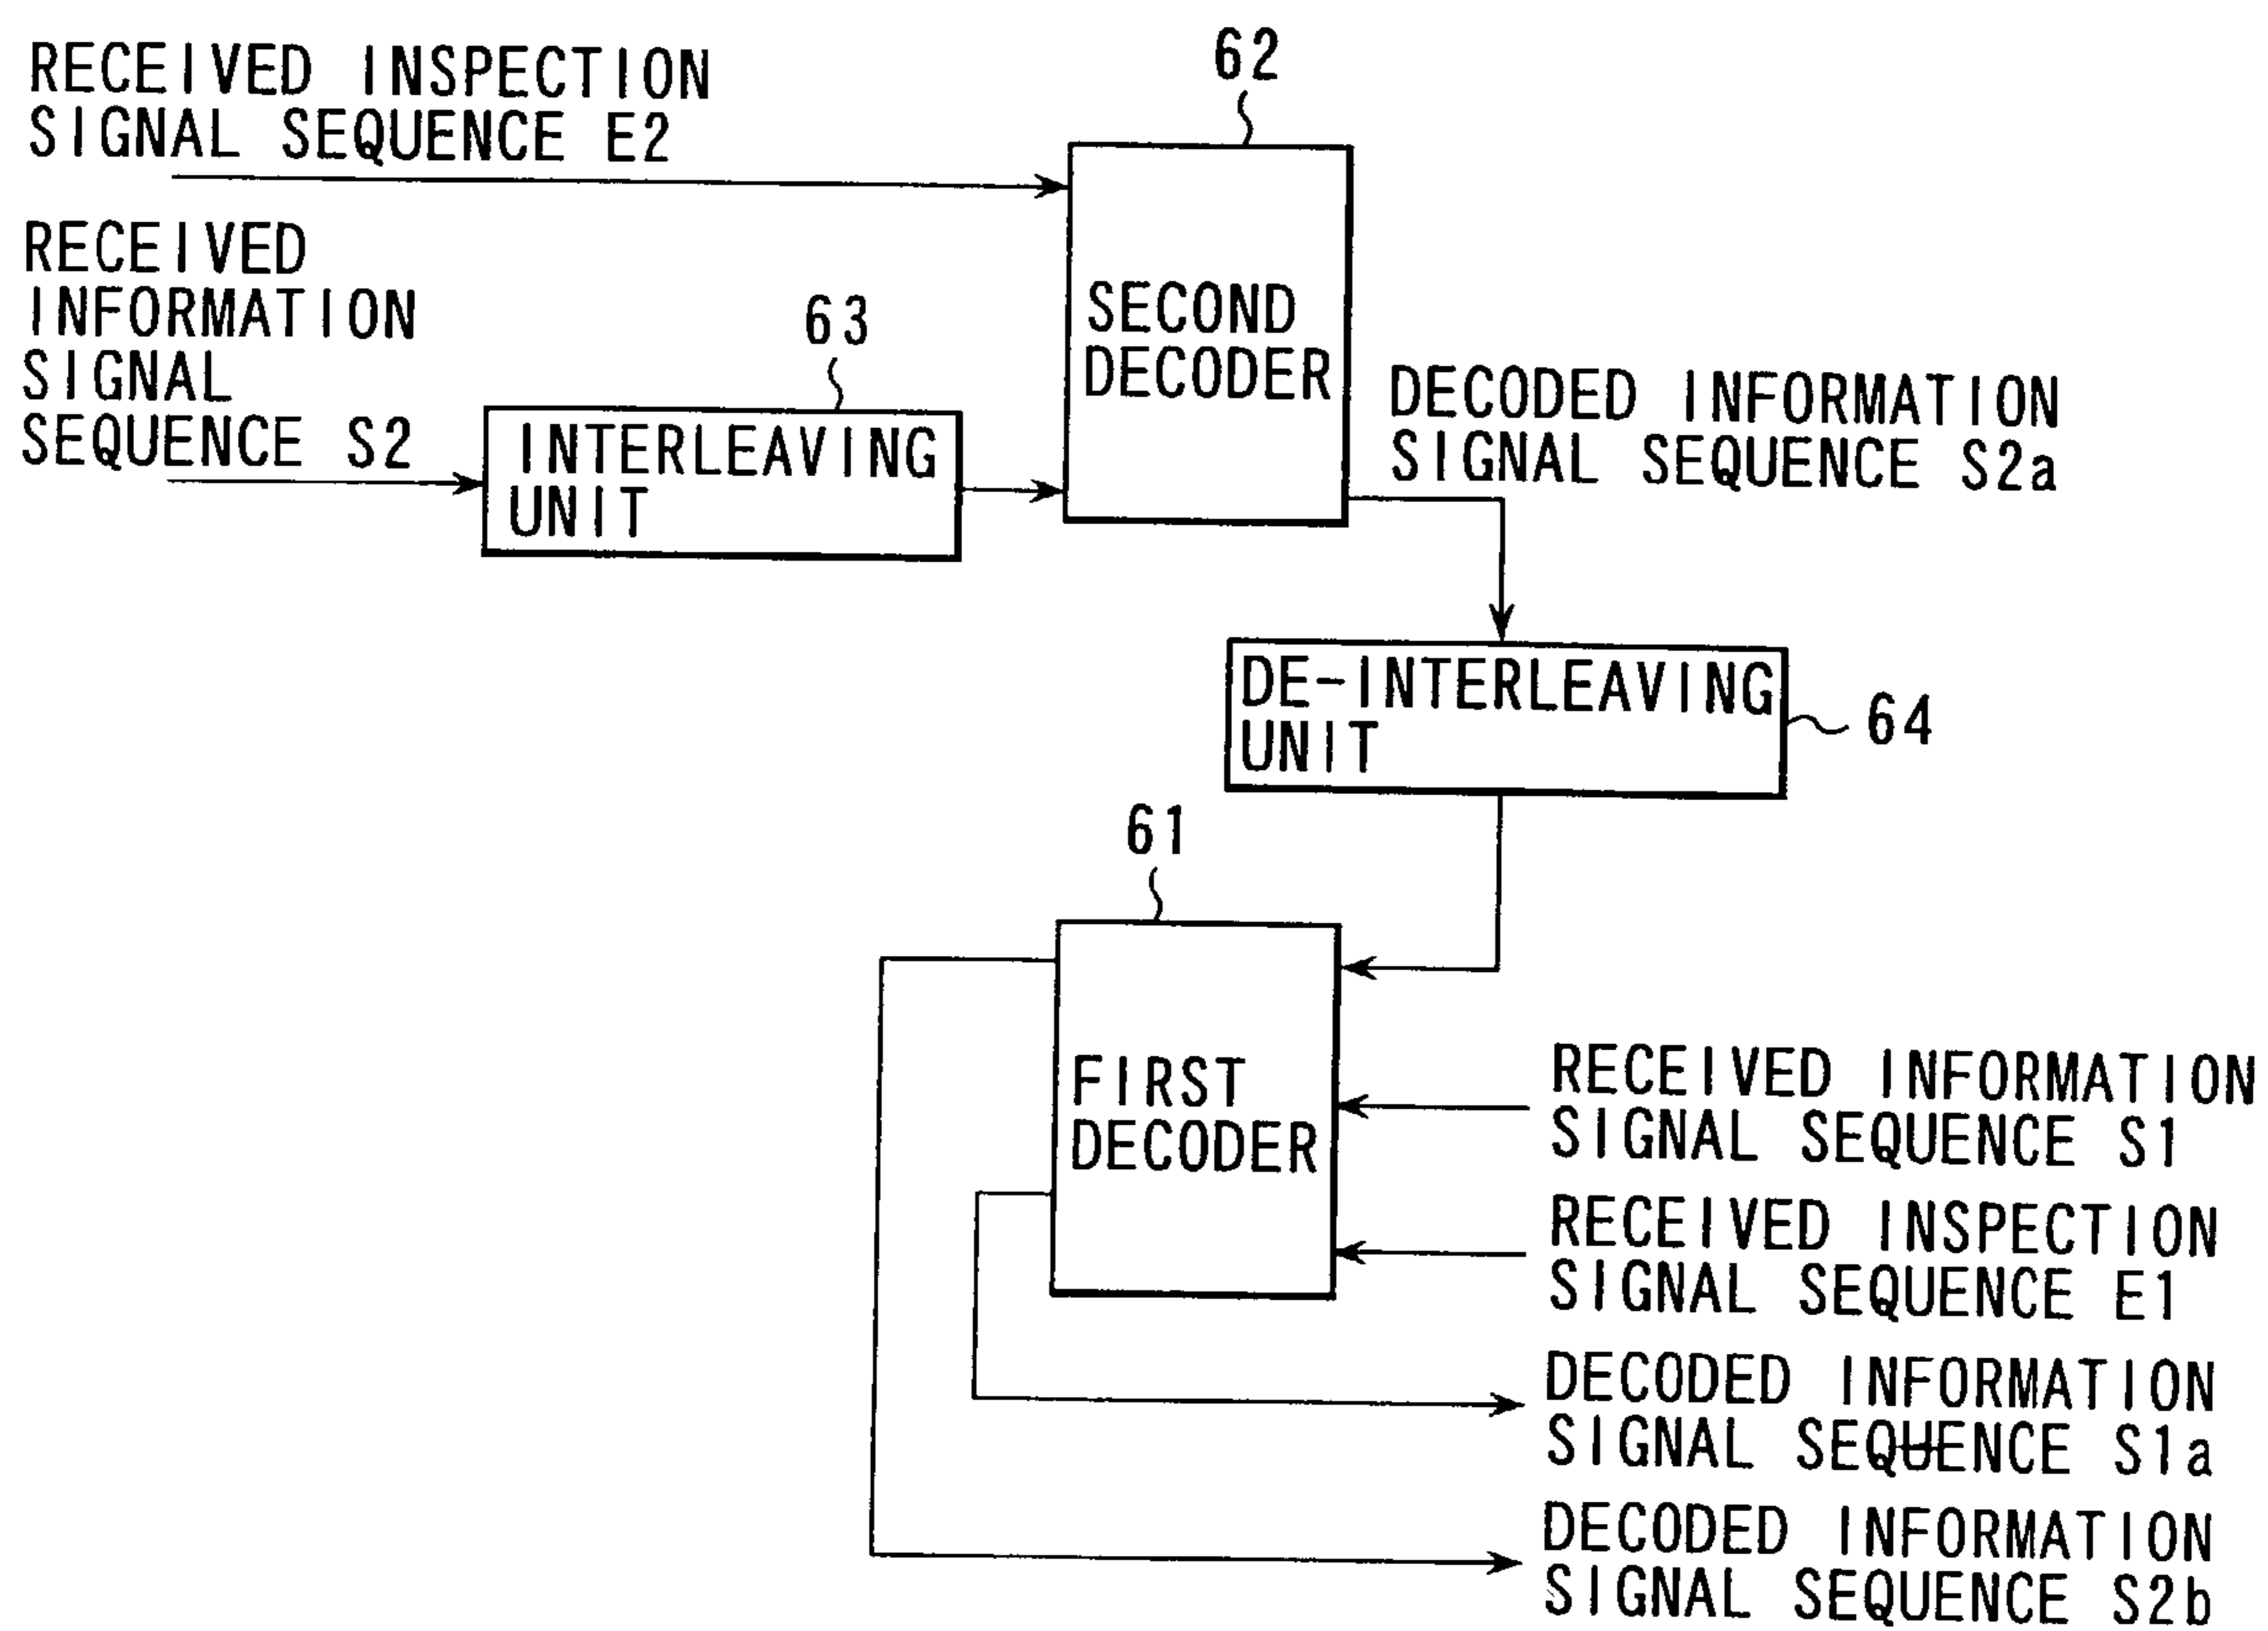 RECEIVED INSPECTION
SIGNAL SEQUENCE E2
62
RECEIVED
INFORMATION
SIGNAL
SEQUENCE S2
63
INTERLEAVING
UNIT
SECOND
DECODER
DECODED INFORMATION
SIGNAL SEQUENCE S2a
DE-INTERLEAVING
UNIT
64
61
FIRST
DECODER
RECEIVED INFORMATION
SIGNAL SEQUENCE S1
RECEIVED INSPECTION
SIGNAL SEQUENCE E1
DECODED INFORMATION
SIGNAL SEQUENCE S1a
DECODED INFORMATION
SIGNAL SEQUENCE S2b